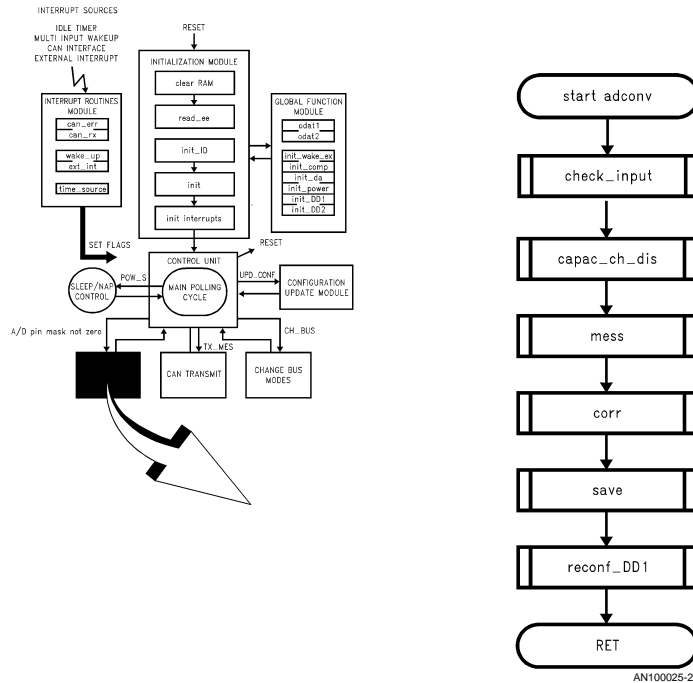 INTERRUPT SOURCES
IDLE TIMER
MULTI INPUT WAKEUP
CAN INTERFACE
EXTERNAL INTERRUPT
RESET
INITIALIZATION MODULE
clear RAM
read_ee
init_IO
init
init interrupts
INTERRUPT ROUTINES
MODULE
can_err
can_rx
wake_up
ext_int
time_source
GLOBAL FUNCTION
MODULE
odat1
odat2
init_wake_ex
init_comp
init_da
init_power
init_DD1
init_DD2
SET FLAGS
RESET
CONTROL UNIT
MAIN POLLING
CYCLE
POW_S
SLEEP/NAP
CONTROL
UPD_CONF
CONFIGURATION
UPDATE MODULE
A/D pin mask not zero
TX_MES
CH_BUS
CAN TRANSMIT
CHANGE BUS
MODES
start adconv
check_input
capac_ch_dis
mess
corr
save
reconf_DD1
RET
AN100025-2